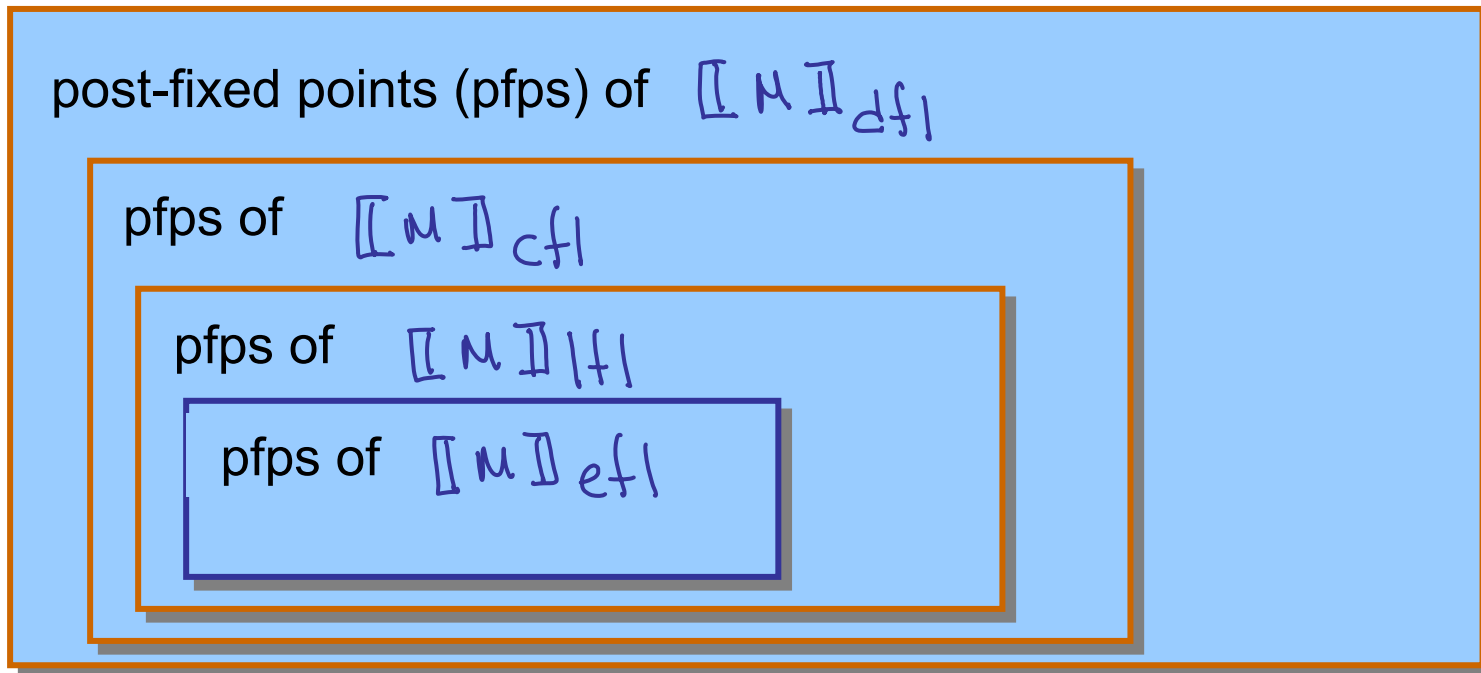 post-fixed points (pfps) of ⟦M⟧dfl
pfps of ⟦M⟧cfl
pfps of ⟦M⟧lfl
pfps of ⟦M⟧efl